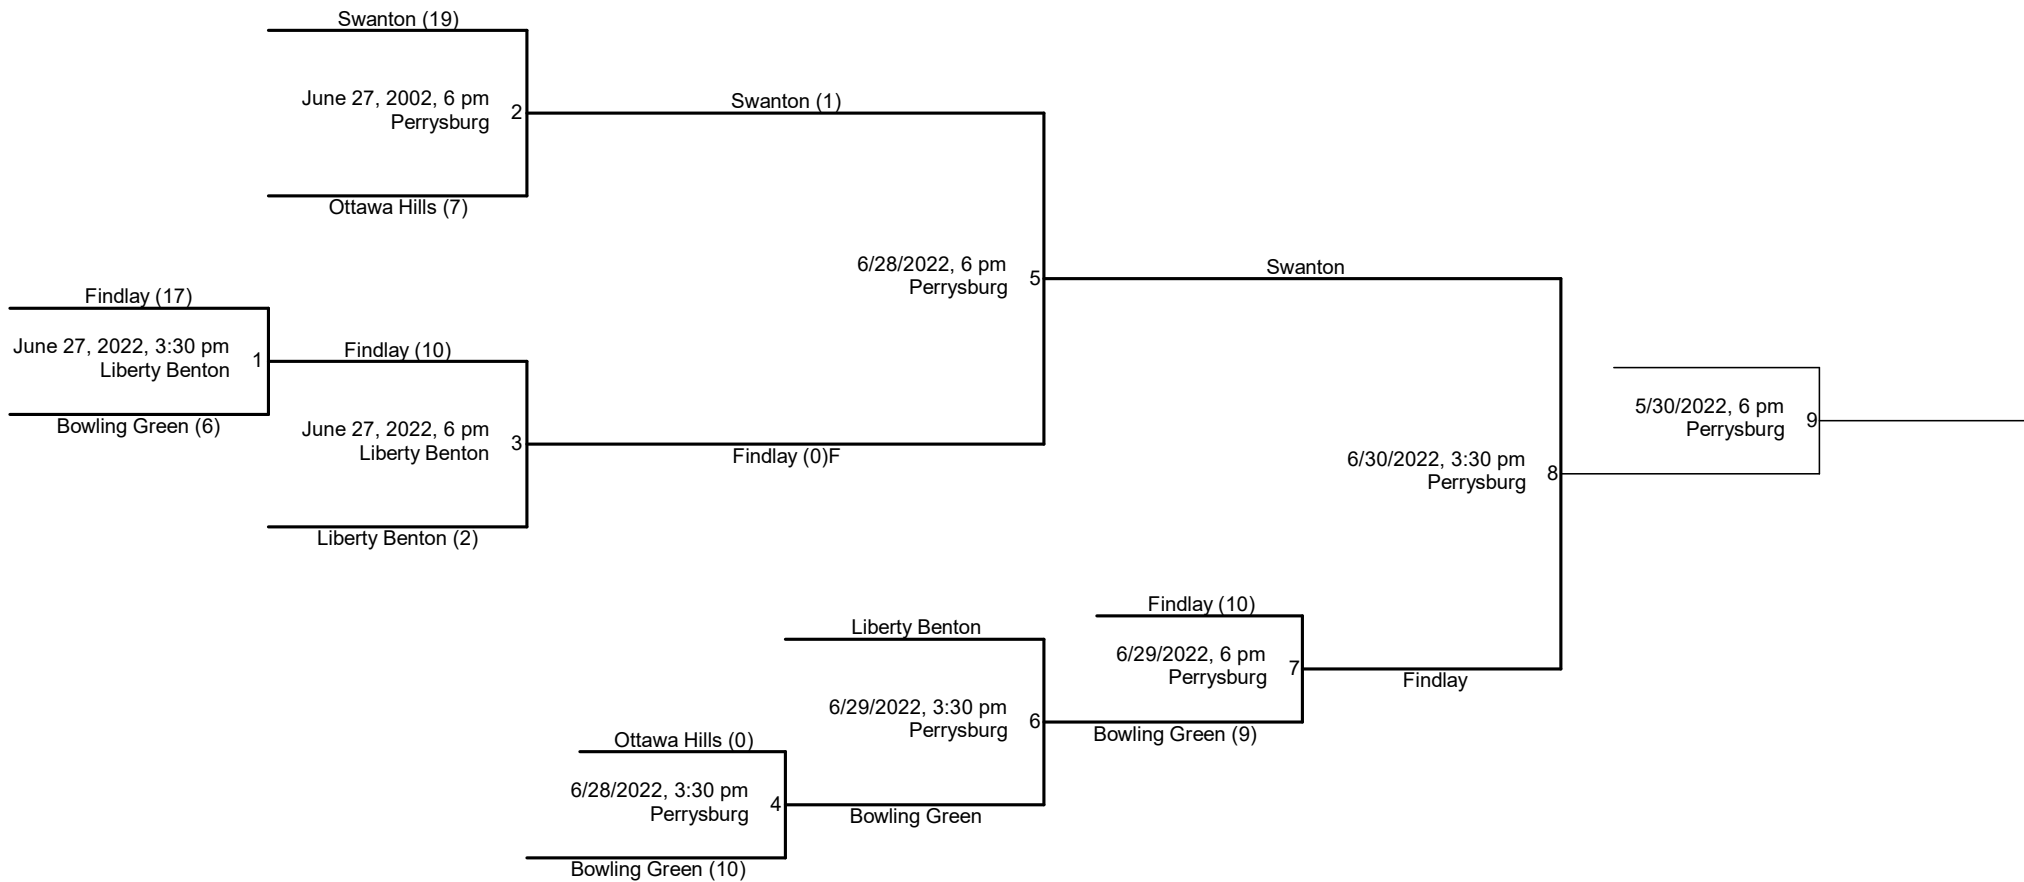 Swanton (19)
June 27, 2002, 6 pm
Perrysburg
2
Ottawa Hills (7)
Swanton (1)
Findlay (17)
June 27, 2022, 3:30 pm
Liberty Benton
1
Bowling Green (6)
Findlay (10)
June 27, 2022, 6 pm
Liberty Benton
3
Liberty Benton (2)
6/28/2022, 6 pm
Perrysburg
5
Findlay (0)F
Swanton
6/30/2022, 3:30 pm
Perrysburg
8
5/30/2022, 6 pm
Perrysburg
9
Ottawa Hills (0)
6/28/2022, 3:30 pm
Perrysburg
4
Bowling Green (10)
Liberty Benton
6/29/2022, 3:30 pm
Perrysburg
6
Bowling Green
Findlay (10)
6/29/2022, 6 pm
Perrysburg
7
Bowling Green (9)
Findlay